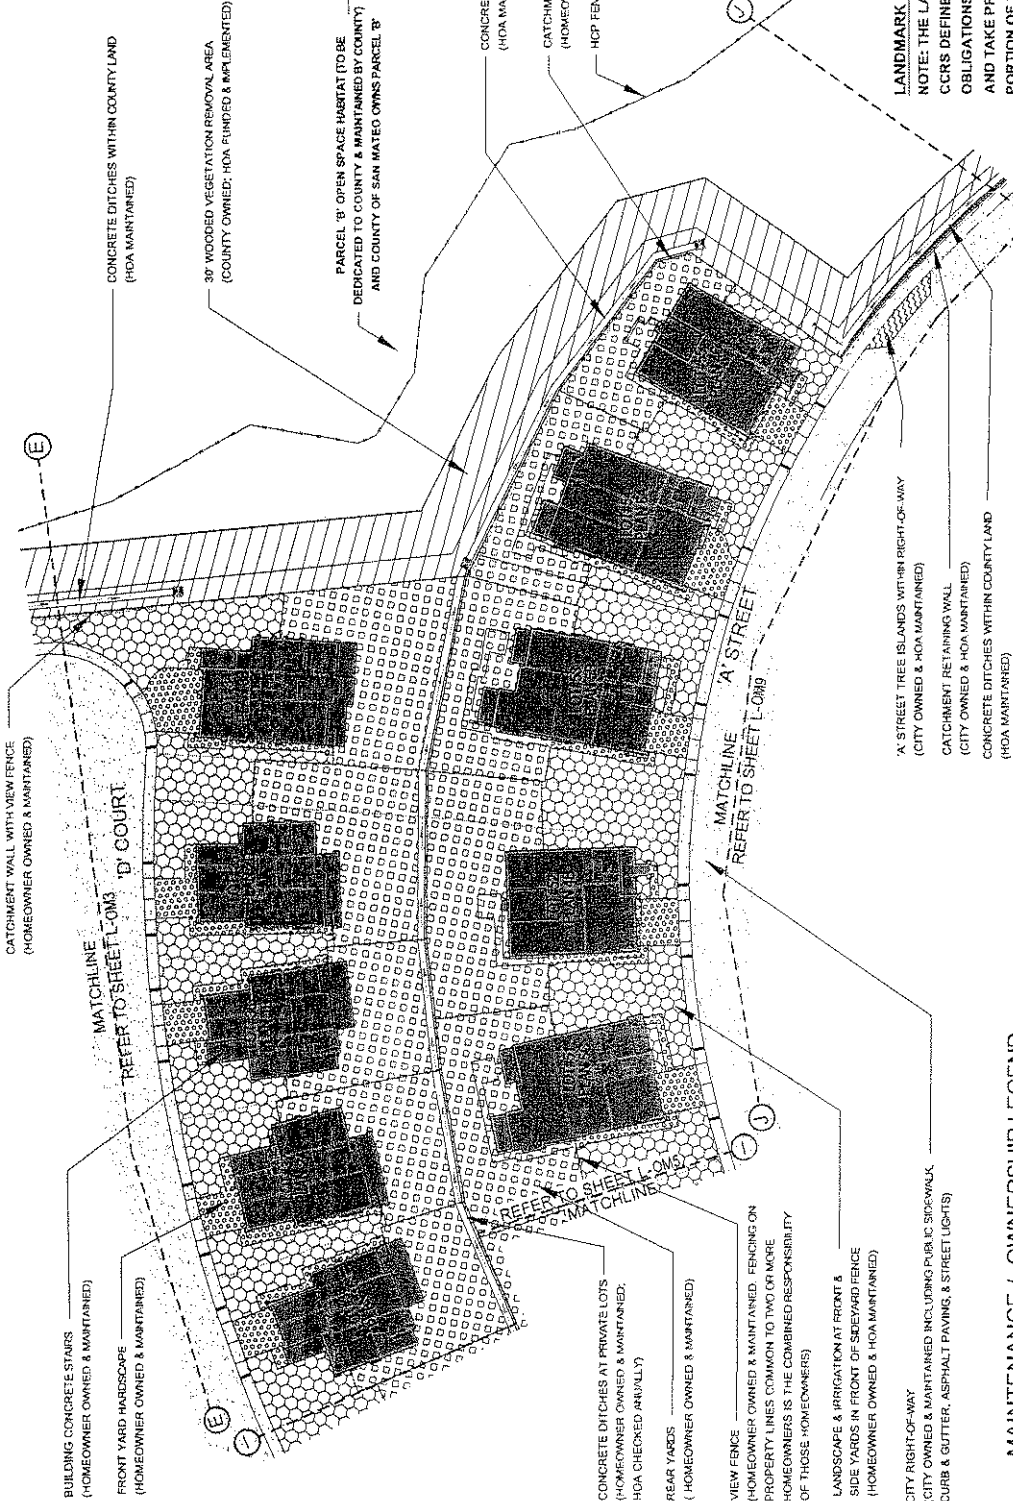 CATCHMENT WALL WITH VIEW FENCE
(HOMEOWNER OWNED & MAINTAINED)
CONCRETE DITCHES WITHIN COUNTY LAND
(HOA MAINTAINED)
30' WOODED VEGETATION REMOVAL AREA
(COUNTY OWNED; HOA FUNDED & IMPLEMENTED)
PARCEL 'B' OPEN SPACE HABITAT (TO BE
DEDICATED TO COUNTY & MAINTAINED BY COUNTY)
AND COUNTY OF SAN MATEO OWNS PARCEL 'B'
CONCRE
(HOA MA
CATCHM
(HOMEO
HCP FEN
LANDMARK
NOTE: THE LA
CCRS DEFINE
OBLIGATIONS
AND TAKE PR
PORTION OF
E
J
MATCHLINE
REFER TO SHEET L-OM3
'D' COURT
'A' STREET
MATCHLINE
REFER TO SHEET L-OM9
REFER TO SHEET L-OM5
MATCHLINE
E
I
I
J
BUILDING CONCRETE STAIRS
(HOMEOWNER OWNED & MAINTAINED)
FRONT YARD HARDSCAPE
(HOMEOWNER OWNED & MAINTAINED)
CONCRETE DITCHES AT PRIVATE LOTS
(HOMEOWNER OWNED & MAINTAINED;
HOA CHECKED ANUALLY)
REAR YARDS
( HOMEOWNER OWNED & MAINTAINED)
VIEW FENCE
(HOMEOWNER OWNED & MAINTAINED. FENCING ON
PROPERTY LINES COMMON TO TWO OR MORE
HOMEOWNERS IS THE COMBINED RESPONSIBILITY
OF THOSE HOMEOWNERS)
LANDSCAPE & IRRIGATION AT FRONT &
SIDE YARDS IN FRONT OF SIDEYARD FENCE
(HOMEOWNER OWNED & HOA MAINTAINED)
CITY RIGHT-OF-WAY
(CITY OWNED & MAINTAINED INCLUDING PUBLIC SIDEWALK,
CURB & GUTTER, ASPHALT PAVING, & STREET LIGHTS)
'A' STREET TREE ISLANDS WITHIN RIGHT-OF-WAY
(CITY OWNED & HOA MAINTAINED)
CATCHMENT RETAINING WALL
(CITY OWNED & HOA MAINTAINED)
CONCRETE DITCHES WITHIN COUNTY LAND
(HOA MAINTAINED)
MAINTENANCE / OWNERSHIP LEGEND